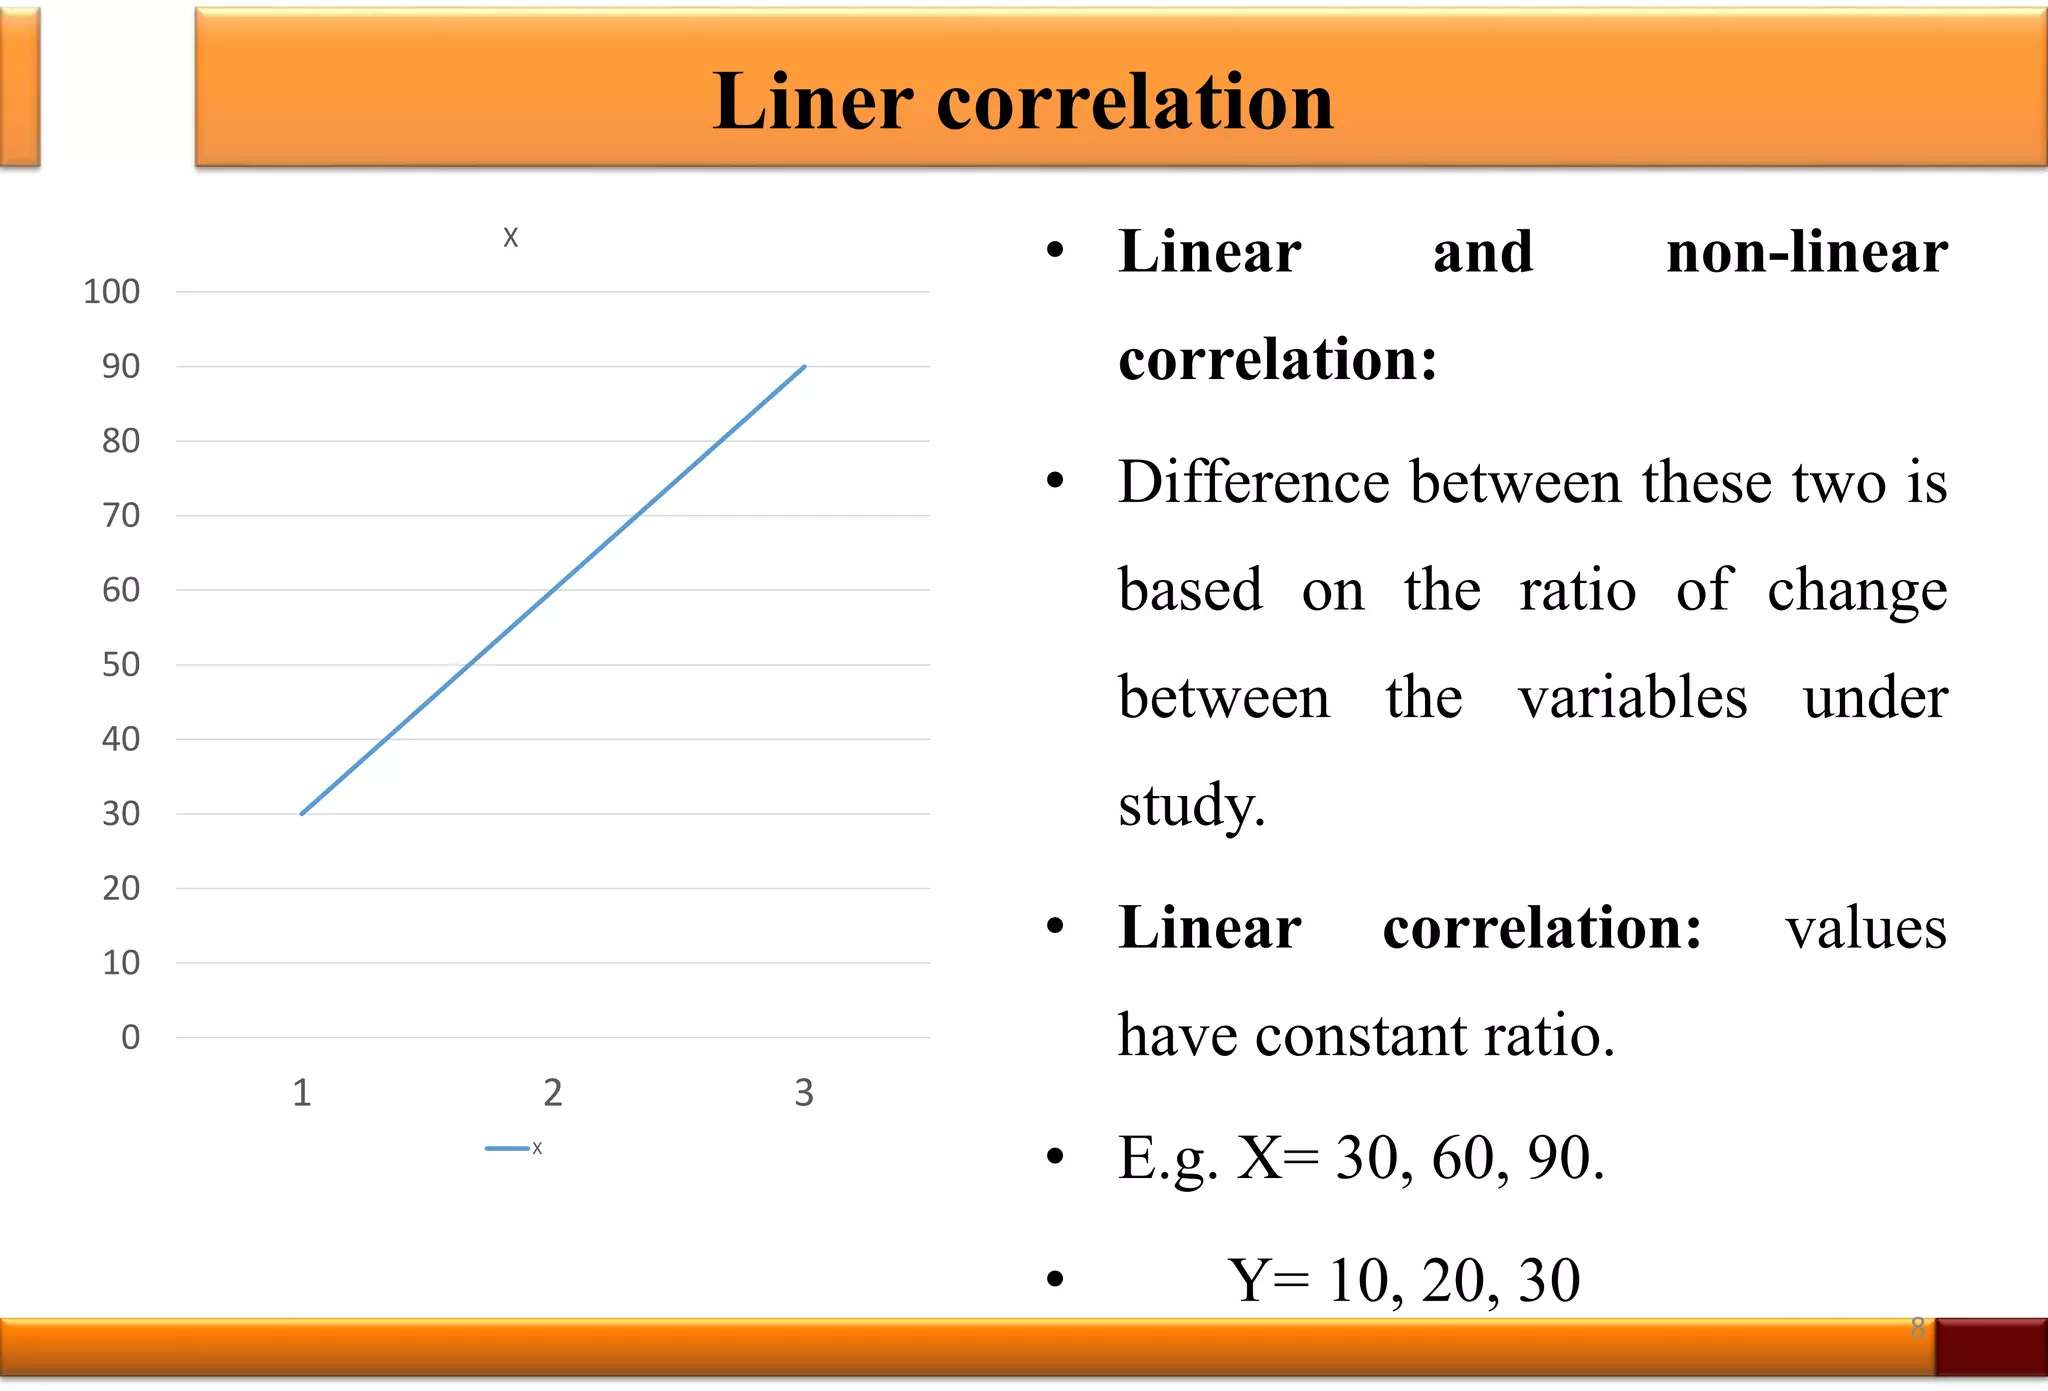 Liner correlation
X
100
90
80
70
60
50
40
30
20
10
0
1 2 3
X
• Linear and non-linear
correlation:
• Difference between these two is
based on the ratio of change
between the variables under
study.
• Linear correlation: values
have constant ratio.
• E.g. X= 30, 60, 90.
• Y= 10, 20, 30
8